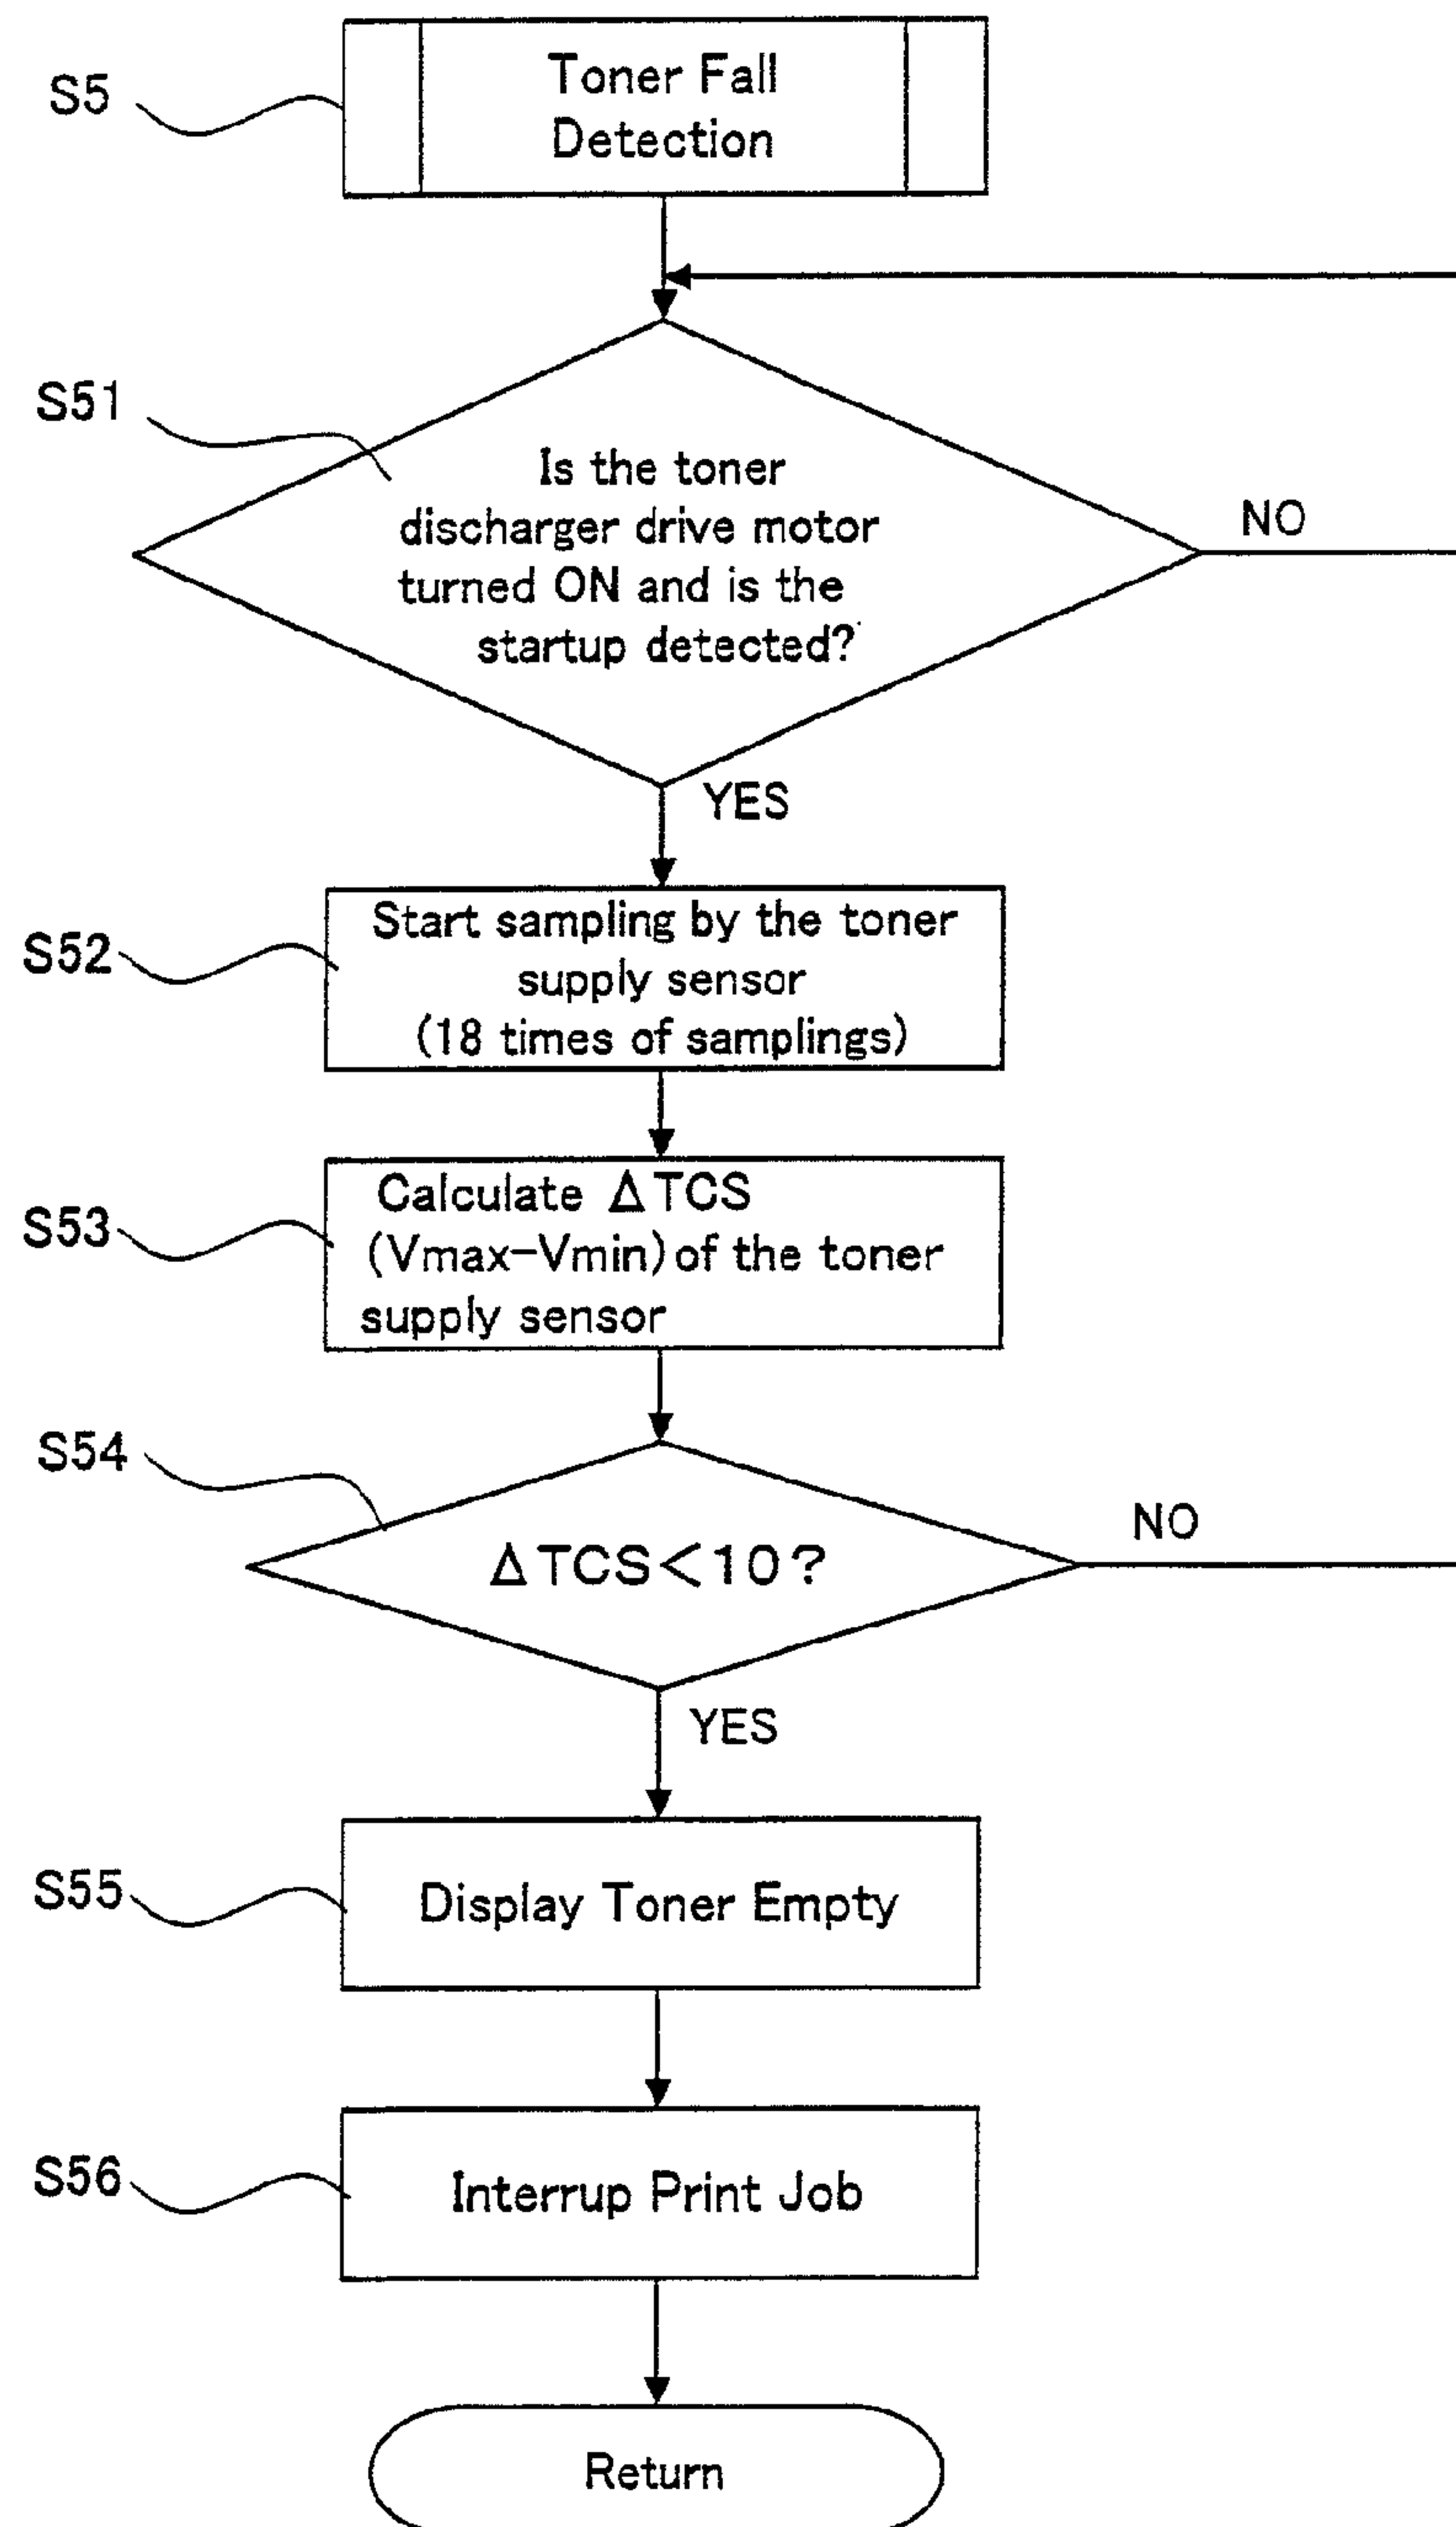 S5
Toner Fall
Detection
S51
Is the toner
discharger drive motor
turned ON and is the
startup detected?
NO
YES
S52
Start sampling by the toner
supply sensor
(18 times of samplings)
S53
Calculate ΔTCS
(Vmax-Vmin) of the toner
supply sensor
S54
ΔTCS<10?
NO
YES
S55
Display Toner Empty
S56
Interrup Print Job
Return